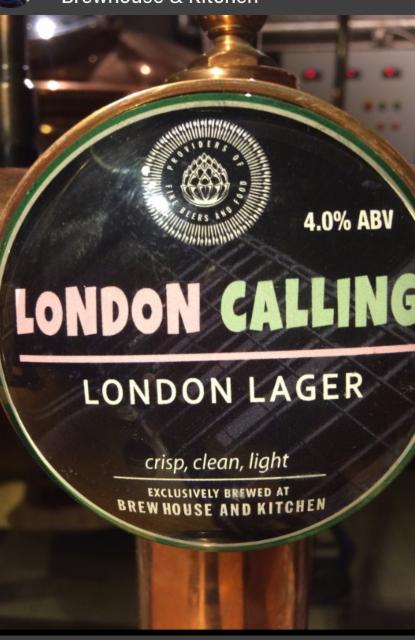 Brewhouse & Kitchen
PROVIDERS OF
FINE BEERS AND FOOD
4.0% ABV
LONDON CALLING
LONDON LAGER
crisp, clean, light
EXCLUSIVELY BREWED AT
BREW HOUSE AND KITCHEN